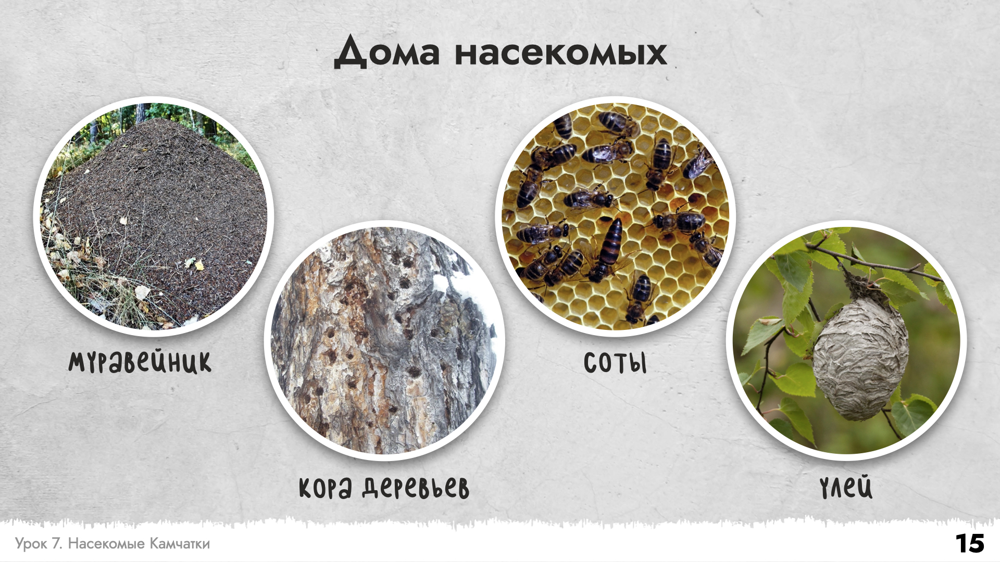 Дома насекомых
муравейник
соты
кора деревьев
улей
Урок 7. Насекомые Камчатки
15